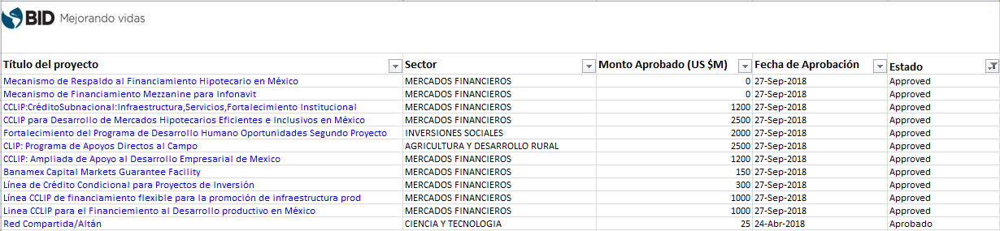 BID Mejorando vidas
Título del proyecto Sector Monto Aprobado (US $M) Fecha de Aprobación Estado
Mecanismo de Respaldo al Financiamiento Hipotecario en México MERCADOS FINANCIEROS 0 27-Sep-2018 Approved
Mecanismo de Financiamiento Mezzanine para Infonavit MERCADOS FINANCIEROS 0 27-Sep-2018 Approved
CCLIP:CréditoSubnacional:Infraestructura,Servicios,Fortalecimiento Institucional MERCADOS FINANCIEROS 1200 27-Sep-2018 Approved
CCLIP para Desarrollo de Mercados Hipotecarios Eficientes e Inclusivos en México MERCADOS FINANCIEROS 2500 27-Sep-2018 Approved
Fortalecimiento del Programa de Desarrollo Humano Oportunidades Segundo Proyecto INVERSIONES SOCIALES 2000 27-Sep-2018 Approved
CLIP: Programa de Apoyos Directos al Campo AGRICULTURA Y DESARROLLO RURAL 2500 27-Sep-2018 Approved
CCLIP: Ampliada de Apoyo al Desarrollo Empresarial de Mexico MERCADOS FINANCIEROS 1200 27-Sep-2018 Approved
Banamex Capital Markets Guarantee Facility MERCADOS FINANCIEROS 150 27-Sep-2018 Approved
Línea de Crédito Condicional para Proyectos de Inversión MERCADOS FINANCIEROS 300 27-Sep-2018 Approved
Línea CCLIP de financiamiento flexible para la promoción de infraestructura prod MERCADOS FINANCIEROS 1000 27-Sep-2018 Approved
Linea CCLIP para el Financiemiento al Desarrollo productivo en México MERCADOS FINANCIEROS 1000 27-Sep-2018 Approved
Red Compartida/Altán CIENCIA Y TECNOLOGIA 25 24-Abr-2018 Aprobado